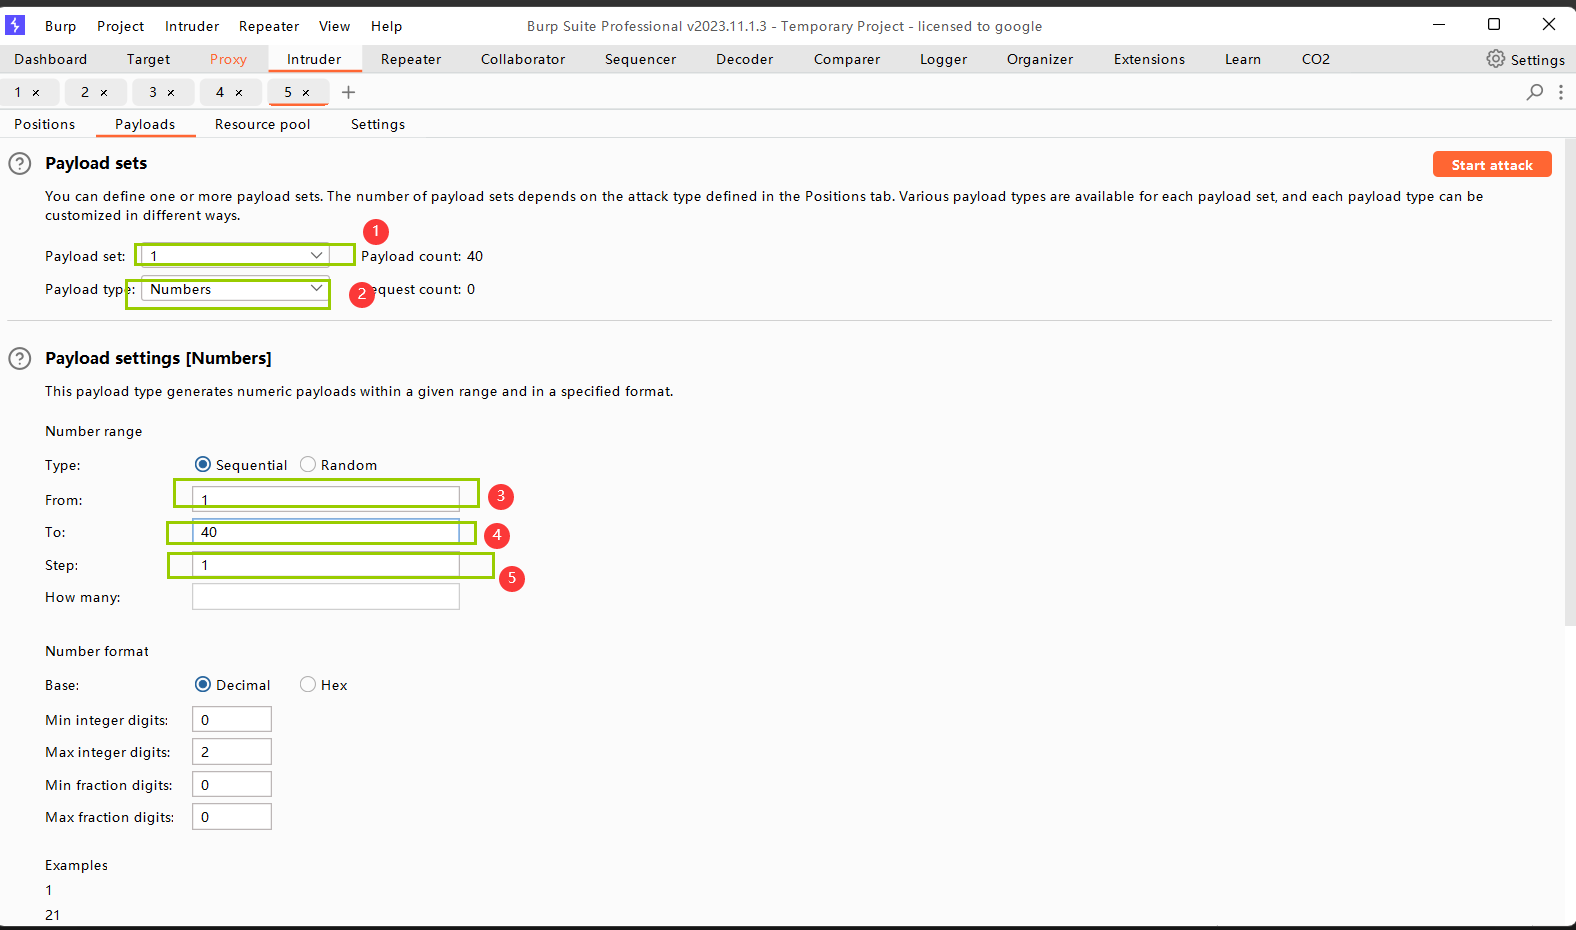 Burp Project Intruder Repeater View Help Burp Suite Professional v2023.11.1.3 - Temporary Project - licensed to google
Dashboard Target Proxy Intruder Repeater Collaborator Sequencer Decoder Comparer Logger Organizer Extensions Learn CO2 Settings
1 × 2 × 3 × 4 × 5 × +
Positions Payloads Resource pool Settings
? Payload sets Start attack
You can define one or more payload sets. The number of payload sets depends on the attack type defined in the Positions tab. Various payload types are available for each payload set, and each payload type can be
customized in different ways.
1
Payload set: 1 Payload count: 40
Payload type: Numbers 2 equest count: 0
? Payload settings [Numbers]
This payload type generates numeric payloads within a given range and in a specified format.
Number range
Type: Sequential Random
From: 1 3
To: 40 4
Step: 1 5
How many:
Number format
Base: Decimal Hex
Min integer digits: 0
Max integer digits: 2
Min fraction digits: 0
Max fraction digits: 0
Examples
1
21